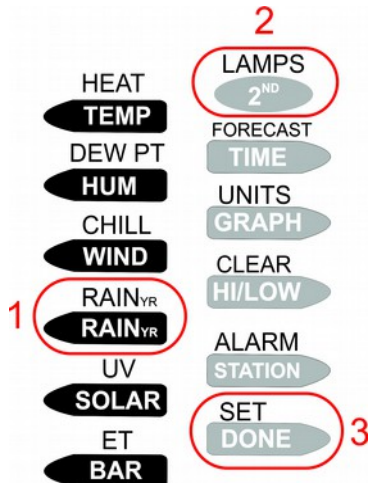 2
LAMPS
2ND
HEAT
TEMP
FORECAST
TIME
DEW PT
HUM
UNITS
GRAPH
CHILL
WIND
CLEAR
HI/LOW
1
RAINYR
RAINYR
ALARM
STATION
UV
SOLAR
SET
DONE
3
ET
BAR